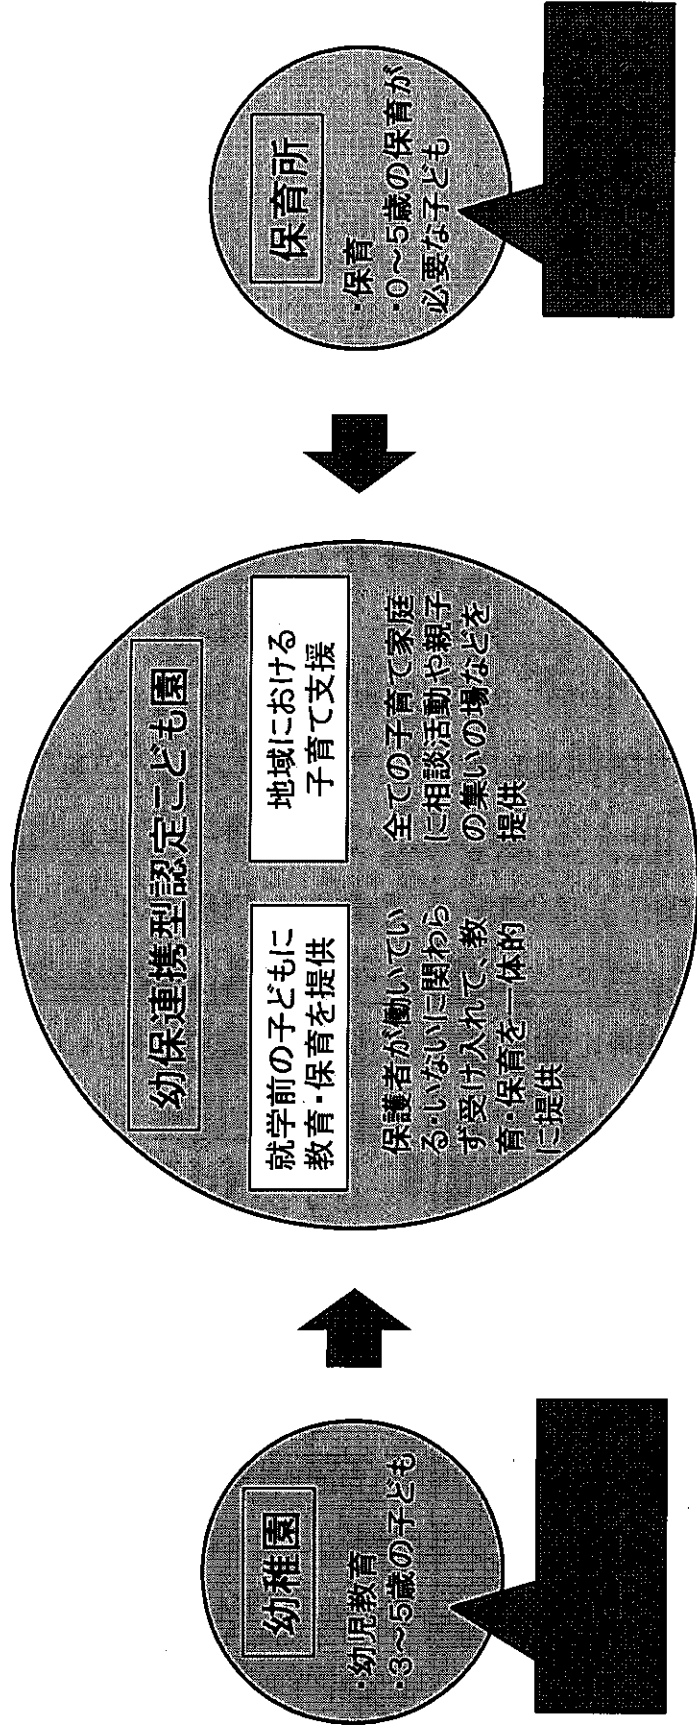 幼稚園
・幼児教育
・3～5歳の子ども
幼保連携型認定こども園
就学前の子どもに
教育・保育を提供
保護者が働いてい
る・いないに関わら
ず受け入れて、教
育・保育を一体的
に提供
地域における
子育て支援
全ての子育て家庭
に相談活動や親子
の集いの場などを
提供
保育所
・保育
・0～5歳の保育が
必要な子ども